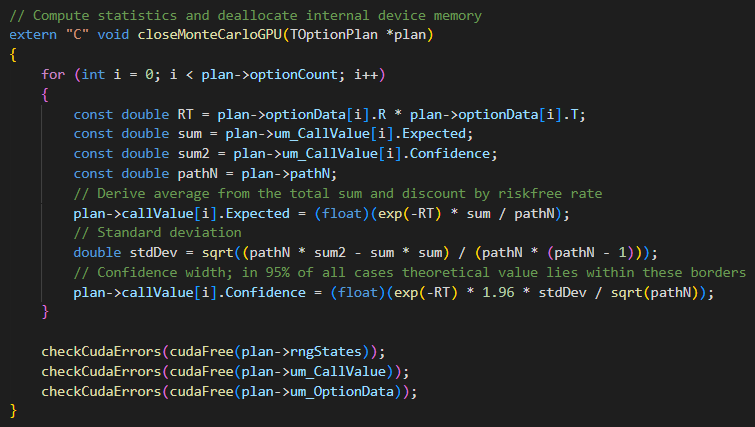 // Compute statistics and deallocate internal device memory
extern "C" void closeMonteCarloGPU(TOptionPlan *plan)
{
    for (int i = 0; i < plan->optionCount; i++)
    {
        const double RT = plan->optionData[i].R * plan->optionData[i].T;
        const double sum = plan->um_CallValue[i].Expected;
        const double sum2 = plan->um_CallValue[i].Confidence;
        const double pathN = plan->pathN;
        // Derive average from the total sum and discount by riskfree rate
        plan->callValue[i].Expected = (float)(exp(-RT) * sum / pathN);
        // Standard deviation
        double stdDev = sqrt((pathN * sum2 - sum * sum) / (pathN * (pathN - 1)));
        // Confidence width; in 95% of all cases theoretical value lies within these borders
        plan->callValue[i].Confidence = (float)(exp(-RT) * 1.96 * stdDev / sqrt(pathN));
    }

    checkCudaErrors(cudaFree(plan->rngStates));
    checkCudaErrors(cudaFree(plan->um_CallValue));
    checkCudaErrors(cudaFree(plan->um_OptionData));
}